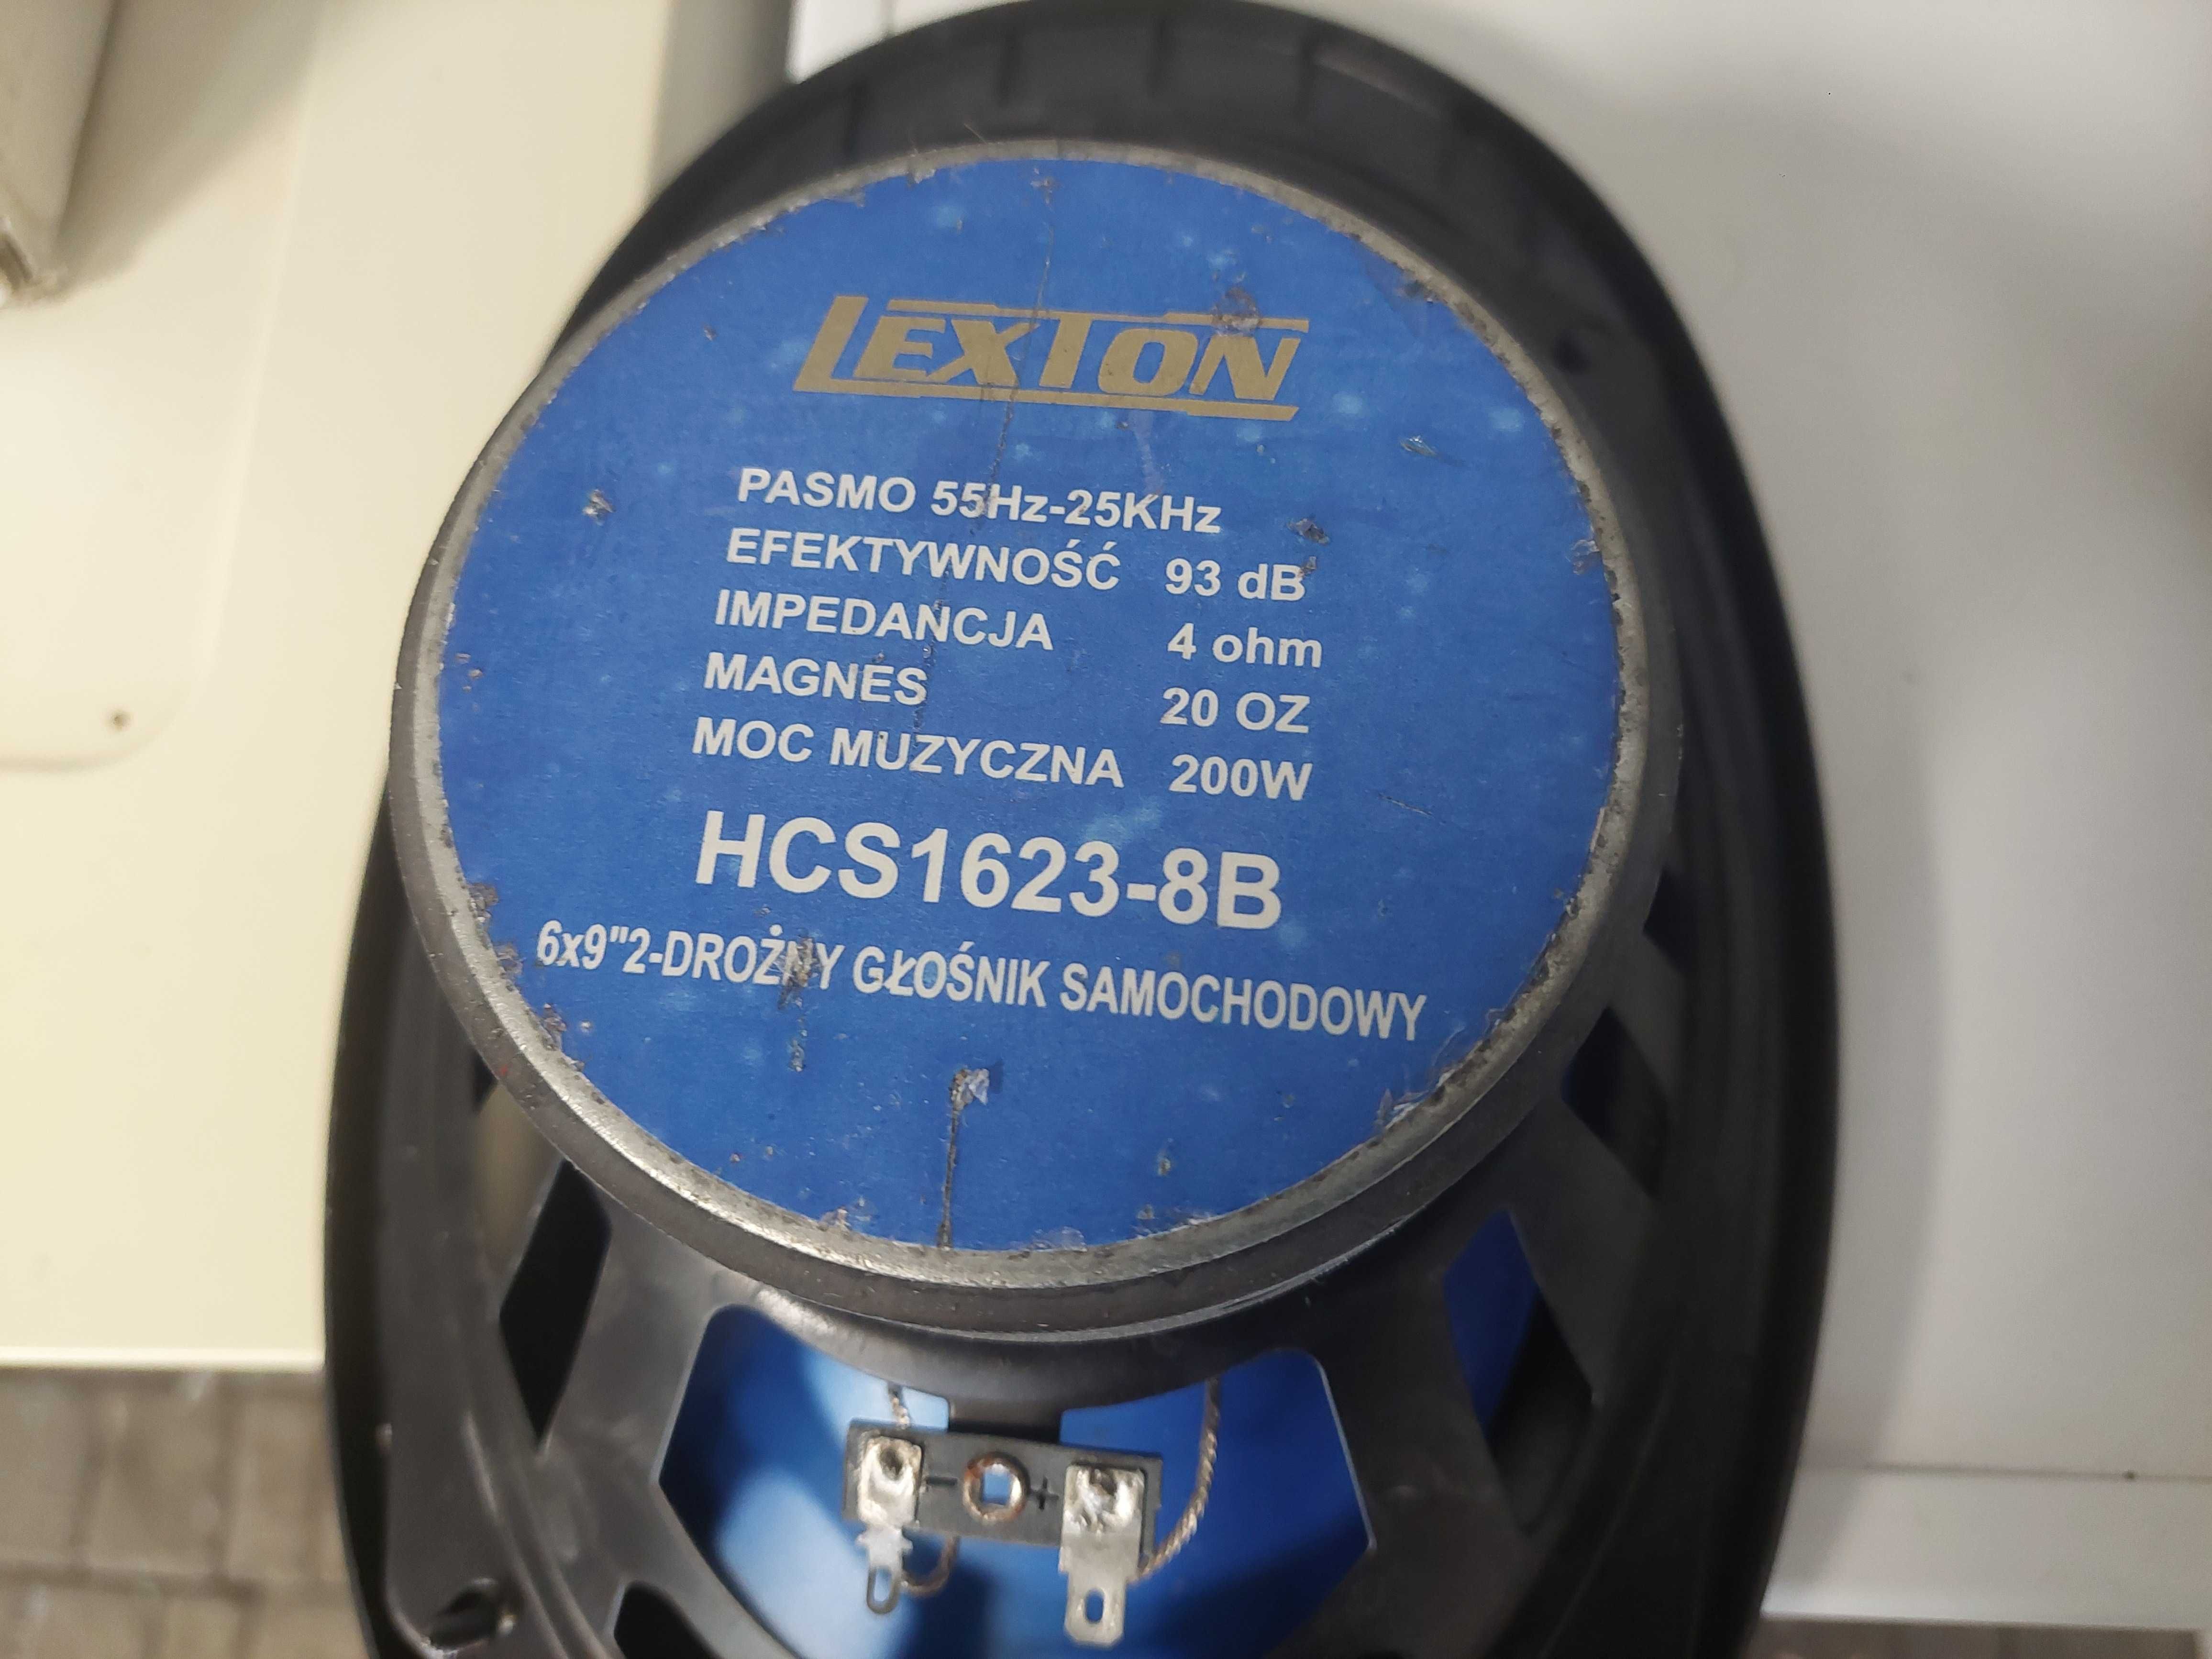 LEXTON
PASMO 55Hz-25KHz
EFEKTYWNOŚĆ 93 dB
IMPEDANCJA 4 ohm
MAGNES 20 OZ
MOC MUZYCZNA 200W
HCS1623-8B
6x9"2-DROŻNY GŁOŚNIK SAMOCHODOWY
- +